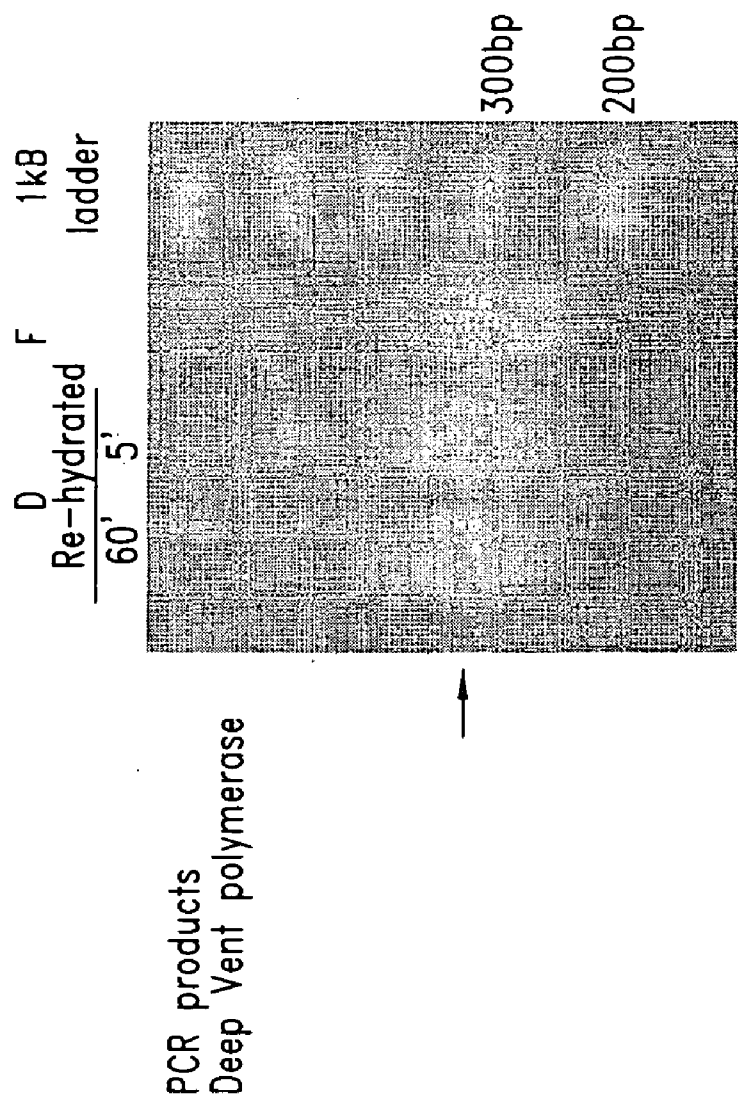 D
Re-hydrated
60' 5'
F
1kB
ladder
300bp
200bp
PCR products
Deep Vent polymerase